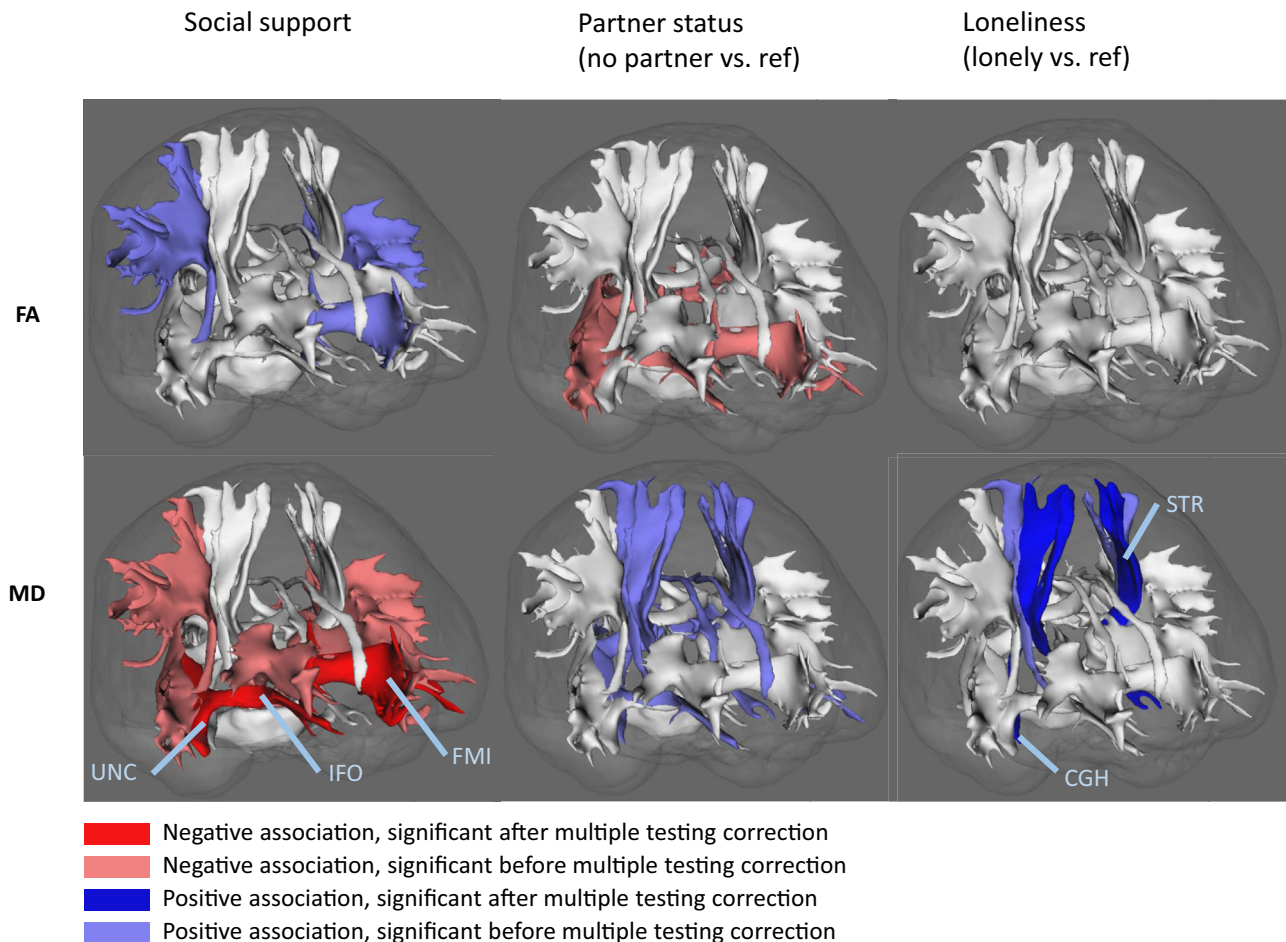 Social support
Partner status
(no partner vs. ref)
Loneliness
(lonely vs. ref)
FA
MD
STR
UNC
IFO
FMI
CGH
Negative association, significant after multiple testing correction
Negative association, significant before multiple testing correction
Positive association, significant after multiple testing correction
Positive association, significant before multiple testing correction